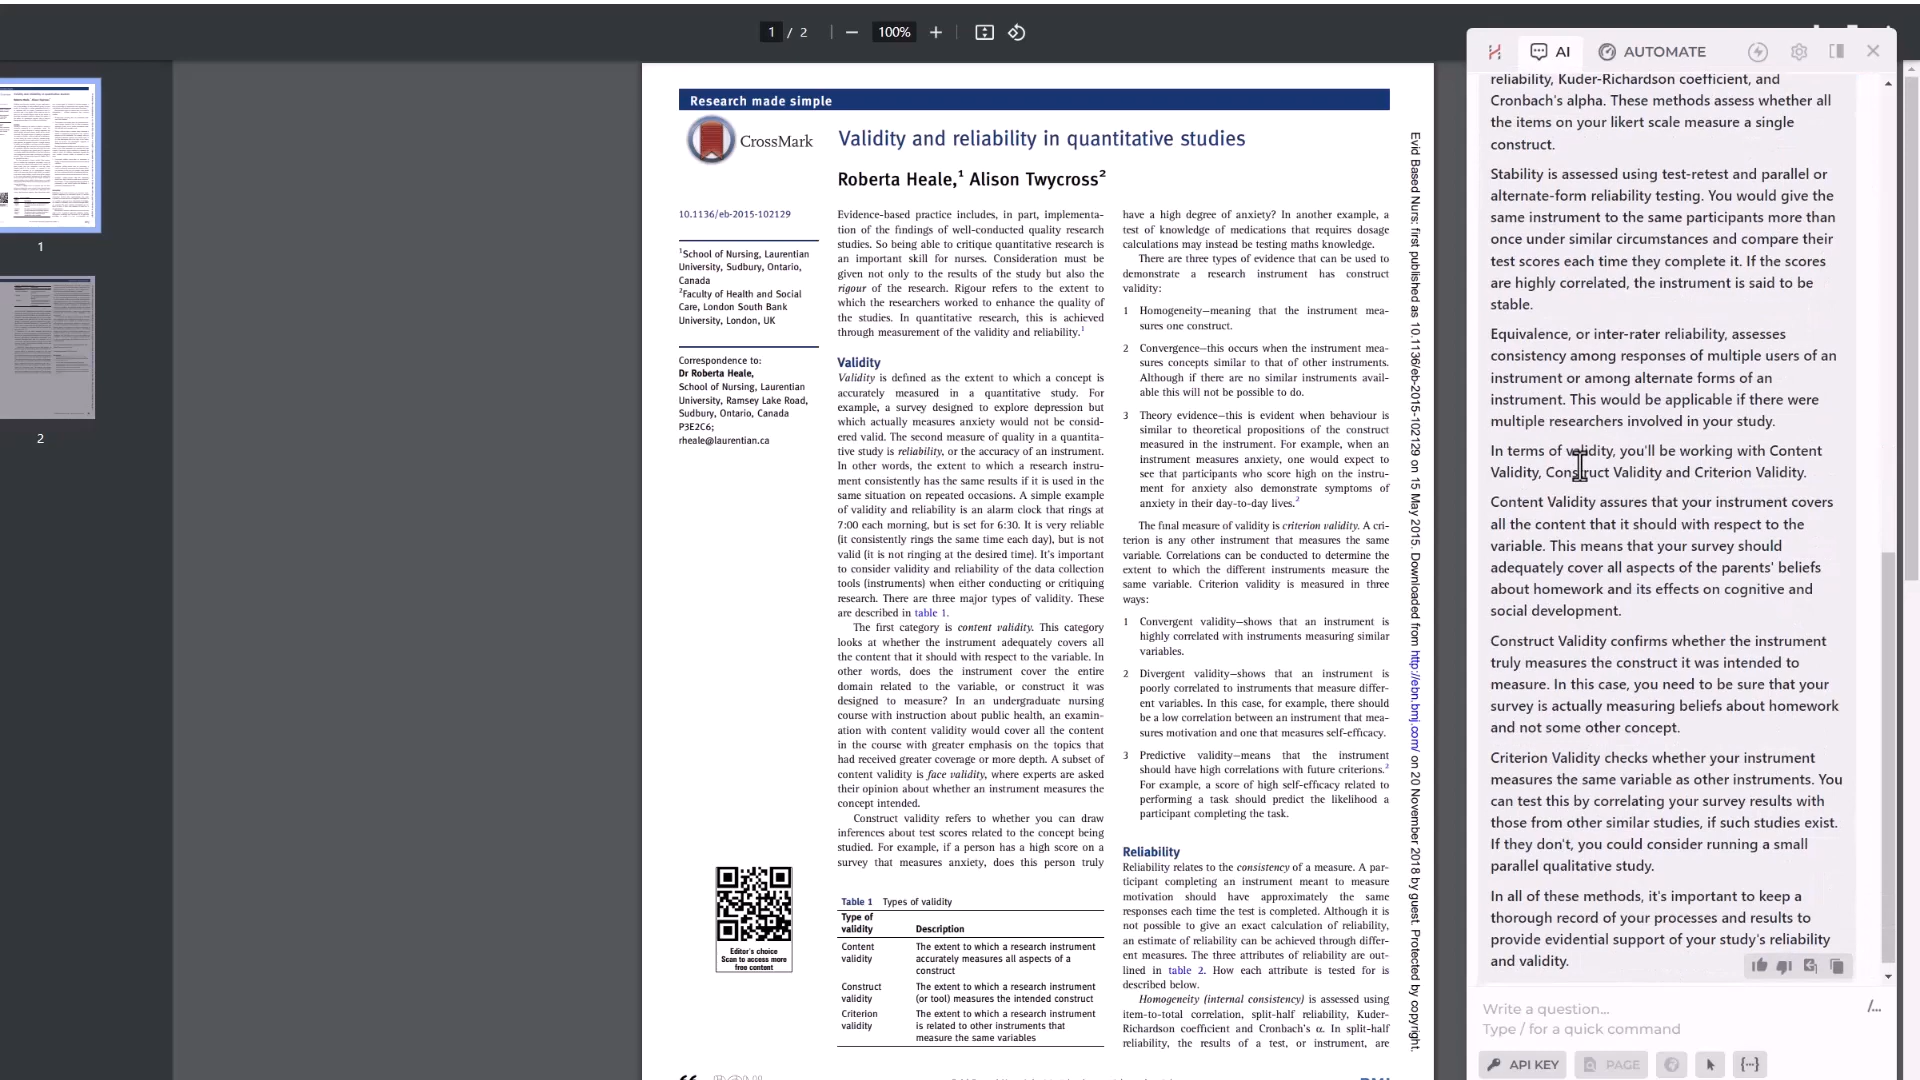 1 / 2
100%
1
2
Research made simple
CrossMark
Validity and reliability in quantitative studies
Roberta Heale,1 Alison Twycross2
10.1136/eb-2015-102129
1School of Nursing, Laurentian
University, Sudbury, Ontario,
Canada
2Faculty of Health and Social
Care, London South Bank
University, London, UK
Correspondence to:
Dr Roberta Heale,
School of Nursing, Laurentian
University, Ramsey Lake Road,
Sudbury, Ontario, Canada
P3E2C6;
rheale@laurentian.ca
Editor's choice
Scan to access more
free content
Evidence-based practice includes, in part, implementa-
tion of the findings of well-conducted quality research
studies. So being able to critique quantitative research is
an important skill for nurses. Consideration must be
given not only to the results of the study but also the
rigour of the research. Rigour refers to the extent to
which the researchers worked to enhance the quality of
the studies. In quantitative research, this is achieved
through measurement of the validity and reliability.1
Validity
Validity is defined as the extent to which a concept is
accurately measured in a quantitative study. For
example, a survey designed to explore depression but
which actually measures anxiety would not be consid-
ered valid. The second measure of quality in a quantita-
tive study is reliability, or the accuracy of an instrument.
In other words, the extent to which a research instru-
ment consistently has the same results if it is used in the
same situation on repeated occasions. A simple example
of validity and reliability is an alarm clock that rings at
7:00 each morning, but is set for 6:30. It is very reliable
(it consistently rings the same time each day), but is not
valid (it is not ringing at the desired time). It's important
to consider validity and reliability of the data collection
tools (instruments) when either conducting or critiquing
research. There are three major types of validity. These
are described in table 1.
The first category is content validity. This category
looks at whether the instrument adequately covers all
the content that it should with respect to the variable. In
other words, does the instrument cover the entire
domain related to the variable, or construct it was
designed to measure? In an undergraduate nursing
course with instruction about public health, an examin-
ation with content validity would cover all the content
in the course with greater emphasis on the topics that
had received greater coverage or more depth. A subset of
content validity is face validity, where experts are asked
their opinion about whether an instrument measures the
concept intended.
Construct validity refers to whether you can draw
inferences about test scores related to the concept being
studied. For example, if a person has a high score on a
survey that measures anxiety, does this person truly
Table 1 Types of validity
Type of
validity Description
Content The extent to which a research instrument
validity accurately measures all aspects of a
construct
Construct The extent to which a research instrument
validity (or tool) measures the intended construct
Criterion The extent to which a research instrument
validity is related to other instruments that
measure the same variables
have a high degree of anxiety? In another example, a
test of knowledge of medications that requires dosage
calculations may instead be testing maths knowledge.
There are three types of evidence that can be used to
demonstrate a research instrument has construct
validity:
1 Homogeneity—meaning that the instrument mea-
sures one construct.
2 Convergence—this occurs when the instrument mea-
sures concepts similar to that of other instruments.
Although if there are no similar instruments avail-
able this will not be possible to do.
3 Theory evidence—this is evident when behaviour is
similar to theoretical propositions of the construct
measured in the instrument. For example, when an
instrument measures anxiety, one would expect to
see that participants who score high on the instru-
ment for anxiety also demonstrate symptoms of
anxiety in their day-to-day lives.2
The final measure of validity is criterion validity. A cri-
terion is any other instrument that measures the same
variable. Correlations can be conducted to determine the
extent to which the different instruments measure the
same variable. Criterion validity is measured in three
ways:
1 Convergent validity—shows that an instrument is
highly correlated with instruments measuring similar
variables.
2 Divergent validity—shows that an instrument is
poorly correlated to instruments that measure differ-
ent variables. In this case, for example, there should
be a low correlation between an instrument that mea-
sures motivation and one that measures self-efficacy.
3 Predictive validity—means that the instrument
should have high correlations with future criterions.2
For example, a score of high self-efficacy related to
performing a task should predict the likelihood a
participant completing the task.
Reliability
Reliability relates to the consistency of a measure. A par-
ticipant completing an instrument meant to measure
motivation should have approximately the same
responses each time the test is completed. Although it is
not possible to give an exact calculation of reliability,
an estimate of reliability can be achieved through differ-
ent measures. The three attributes of reliability are out-
lined in table 2. How each attribute is tested for is
described below.
Homogeneity (internal consistency) is assessed using
item-to-total correlation, split-half reliability, Kuder-
Richardson coefficient and Cronbach's α. In split-half
reliability, the results of a test, or instrument, are
Evid Based Nurs: first published as 10.1136/eb-2015-102129 on 15 May 2015. Downloaded from http://ebn.bmj.com/ on 20 November 2018 by guest. Protected by copyright.
AI
AUTOMATE
reliability, Kuder-Richardson coefficient, and
Cronbach's alpha. These methods assess whether all
the items on your likert scale measure a single
construct.
Stability is assessed using test-retest and parallel or
alternate-form reliability testing. You would give the
same instrument to the same participants more than
once under similar circumstances and compare their
test scores each time they complete it. If the scores
are highly correlated, the instrument is said to be
stable.
Equivalence, or inter-rater reliability, assesses
consistency among responses of multiple users of an
instrument or among alternate forms of an
instrument. This would be applicable if there were
multiple researchers involved in your study.
In terms of validity, you'll be working with Content
Validity, Construct Validity and Criterion Validity.
Content Validity assures that your instrument covers
all the content that it should with respect to the
variable. This means that your survey should
adequately cover all aspects of the parents' beliefs
about homework and its effects on cognitive and
social development.
Construct Validity confirms whether the instrument
truly measures the construct it was intended to
measure. In this case, you need to be sure that your
survey is actually measuring beliefs about homework
and not some other concept.
Criterion Validity checks whether your instrument
measures the same variable as other instruments. You
can test this by correlating your survey results with
those from other similar studies, if such studies exist.
If they don't, you could consider running a small
parallel qualitative study.
In all of these methods, it's important to keep a
thorough record of your processes and results to
provide evidential support of your study's reliability
and validity.
Write a question...
Type / for a quick command
/...
API KEY
PAGE
{--}